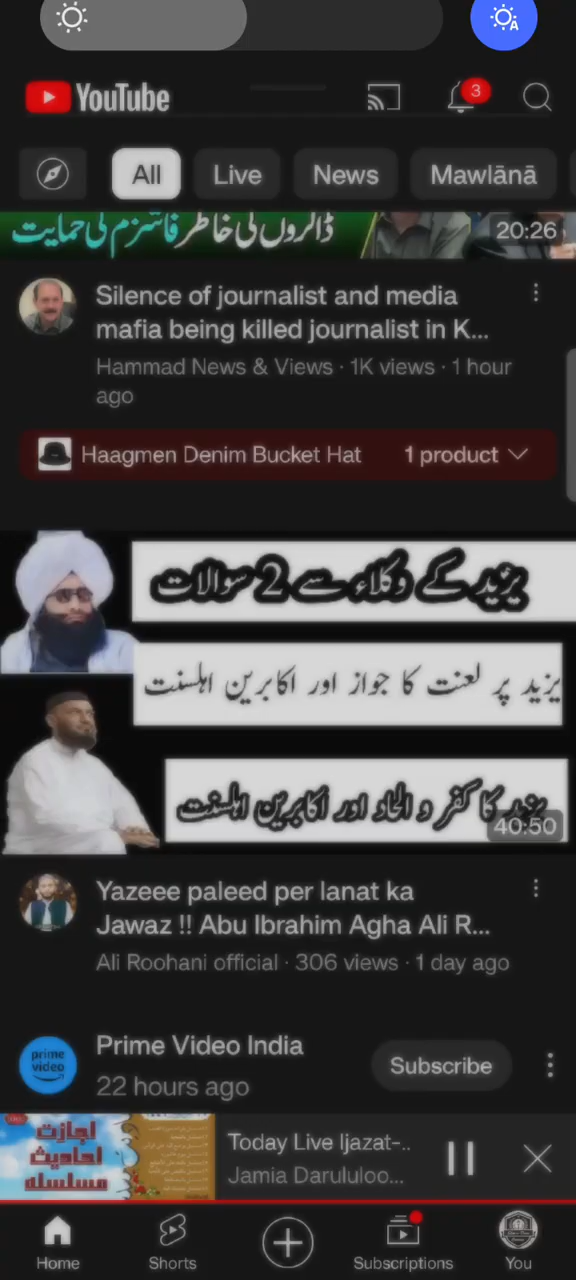 YouTube
3
All
Live
News
Mawlānā
ڈالروں کی خاطر فاشزم کی حمایت
20:26
Silence of journalist and media
mafia being killed journalist in K...
Hammad News & Views · 1K views · 1 hour
ago
Haagmen Denim Bucket Hat
1 product
یزید کے وکلاء سے 2 سوالات
یزید پر لعنت کا جواز اور اکابرین اہلسنت
یزید کا کفر و الحاد اور اکابرین اہلسنت
40:50
Yazeee paleed per lanat ka
Jawaz !! Abu Ibrahim Agha Ali R...
Ali Roohani official · 306 views · 1 day ago
prime
video
Prime Video India
22 hours ago
Subscribe
اجازت
احادیث
مسلسلہ
Today Live Ijazat-..
Jamia Darululoo...
Home
Shorts
Subscriptions
You